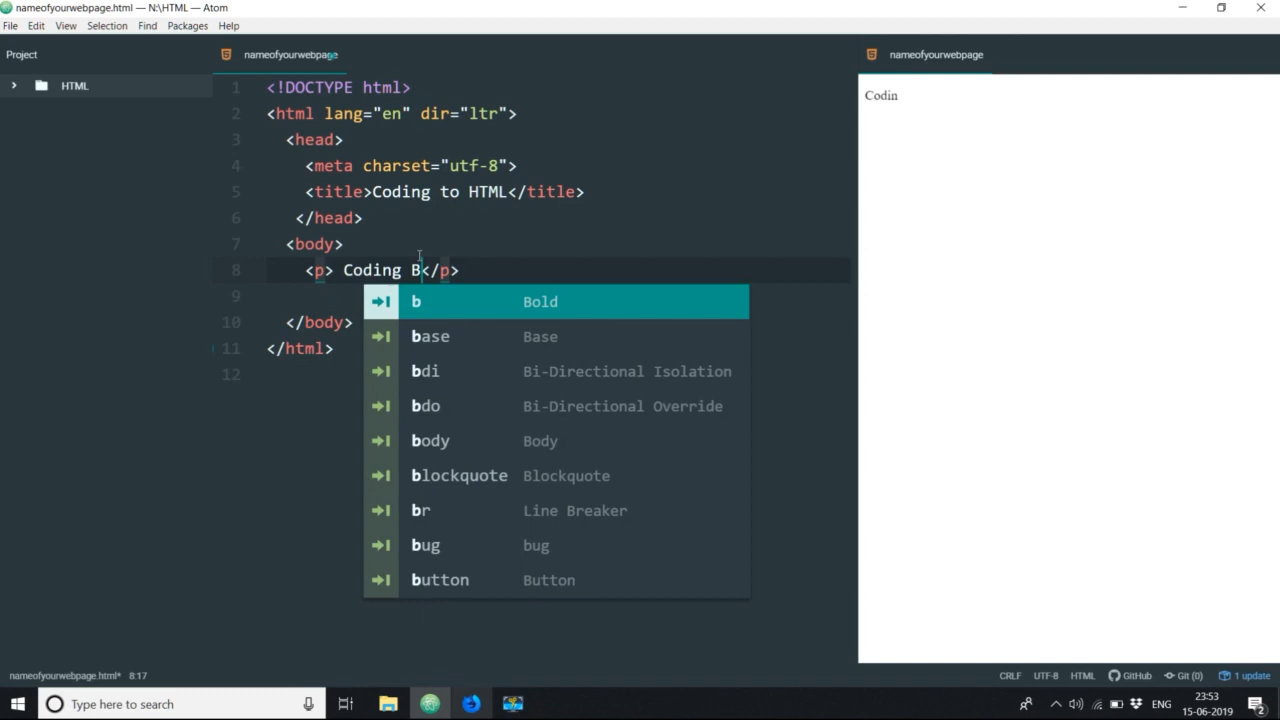 nameofyourwebpage.html — N:\HTML — Atom
File Edit View Selection Find Packages Help
Project
HTML
nameofyourwebpage
1 <!DOCTYPE html>
2 <html lang="en" dir="ltr">
3 <head>
4 <meta charset="utf-8">
5 <title>Coding to HTML</title>
6 </head>
7 <body>
8 <p> Coding B</p>
9
10 </body>
11 </html>
12
b Bold
base Base
bdi Bi-Directional Isolation
bdo Bi-Directional Override
body Body
blockquote Blockquote
br Line Breaker
bug bug
button Button
nameofyourwebpage
Codin
nameofyourwebpage.html* 8:17
CRLF UTF-8 HTML GitHub Git (0) 1 update
Type here to search
ENG
23:53
15-06-2019
2